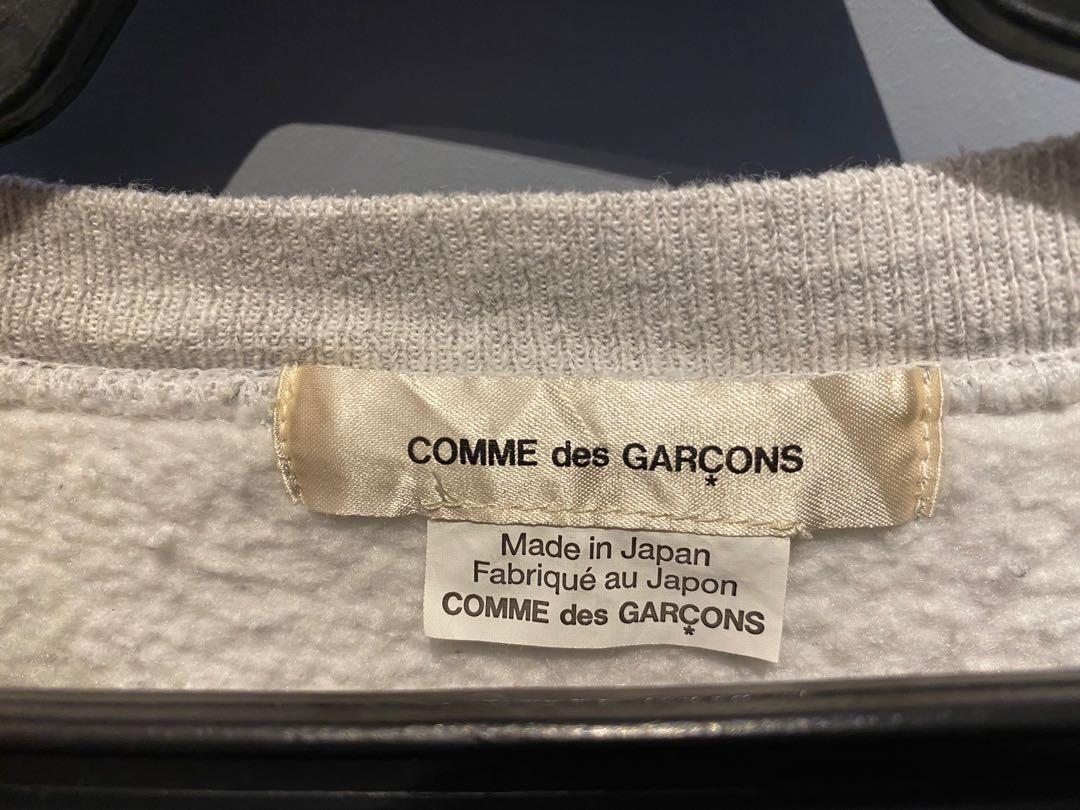 COMME des GARÇONS
*
Made in Japan
Fabriqué au Japon
COMME des GARÇONS
*